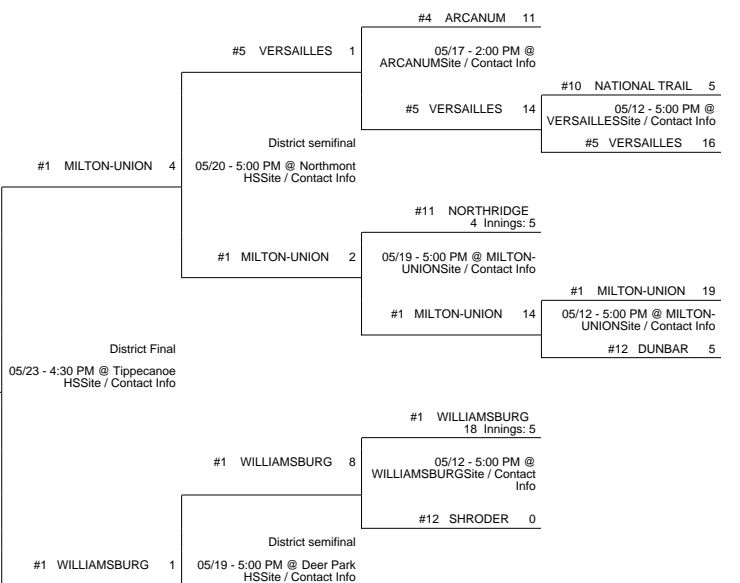 #4 ARCANUM 11
#5 VERSAILLES 1
05/17 - 2:00 PM @
ARCANUMSite / Contact Info
#10 NATIONAL TRAIL 5
#5 VERSAILLES 14
05/12 - 5:00 PM @
VERSAILLESSite / Contact Info
#5 VERSAILLES 16
District semifinal
#1 MILTON-UNION 4
05/20 - 5:00 PM @ Northmont
HSSite / Contact Info
#11 NORTHRIDGE
4 Innings: 5
#1 MILTON-UNION 2
05/19 - 5:00 PM @ MILTON-
UNIONSite / Contact Info
#1 MILTON-UNION 19
#1 MILTON-UNION 14
05/12 - 5:00 PM @ MILTON-
UNIONSite / Contact Info
#12 DUNBAR 5
District Final
05/23 - 4:30 PM @ Tippecanoe
HSSite / Contact Info
#1 WILLIAMSBURG
18 Innings: 5
#1 WILLIAMSBURG 8
05/12 - 5:00 PM @
WILLIAMSBURGSite / Contact
Info
#12 SHRODER 0
District semifinal
#1 WILLIAMSBURG 1
05/19 - 5:00 PM @ Deer Park
HSSite / Contact Info